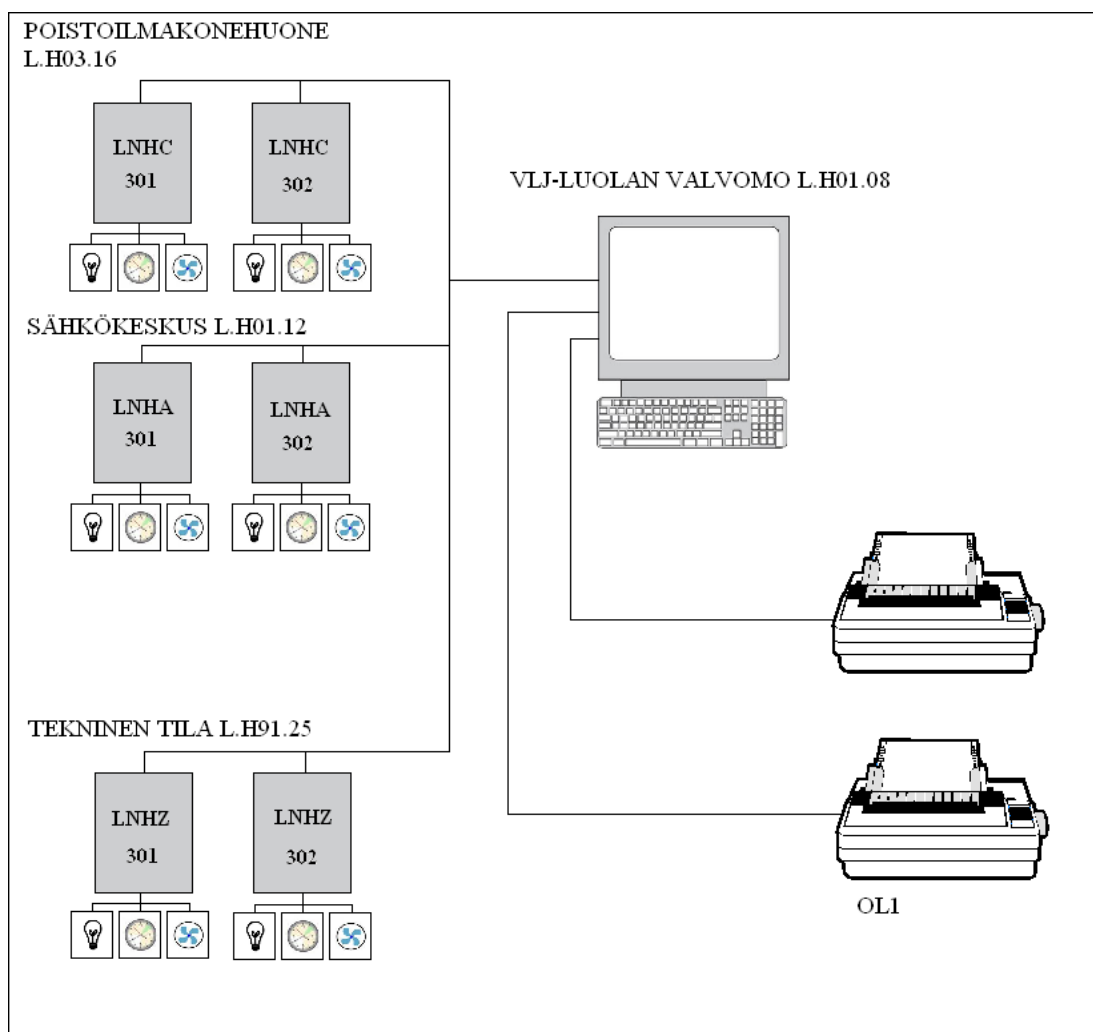 POISTOILMAKONEHUONE
L.H03.16
LNHC
301
LNHC
302
VLJ-LUOLAN VALVOMO L.H01.08
SÄHKÖKESKUS L.H01.12
LNHA
301
LNHA
302
TEKNINEN TILA L.H91.25
LNHZ
301
LNHZ
302
OL1